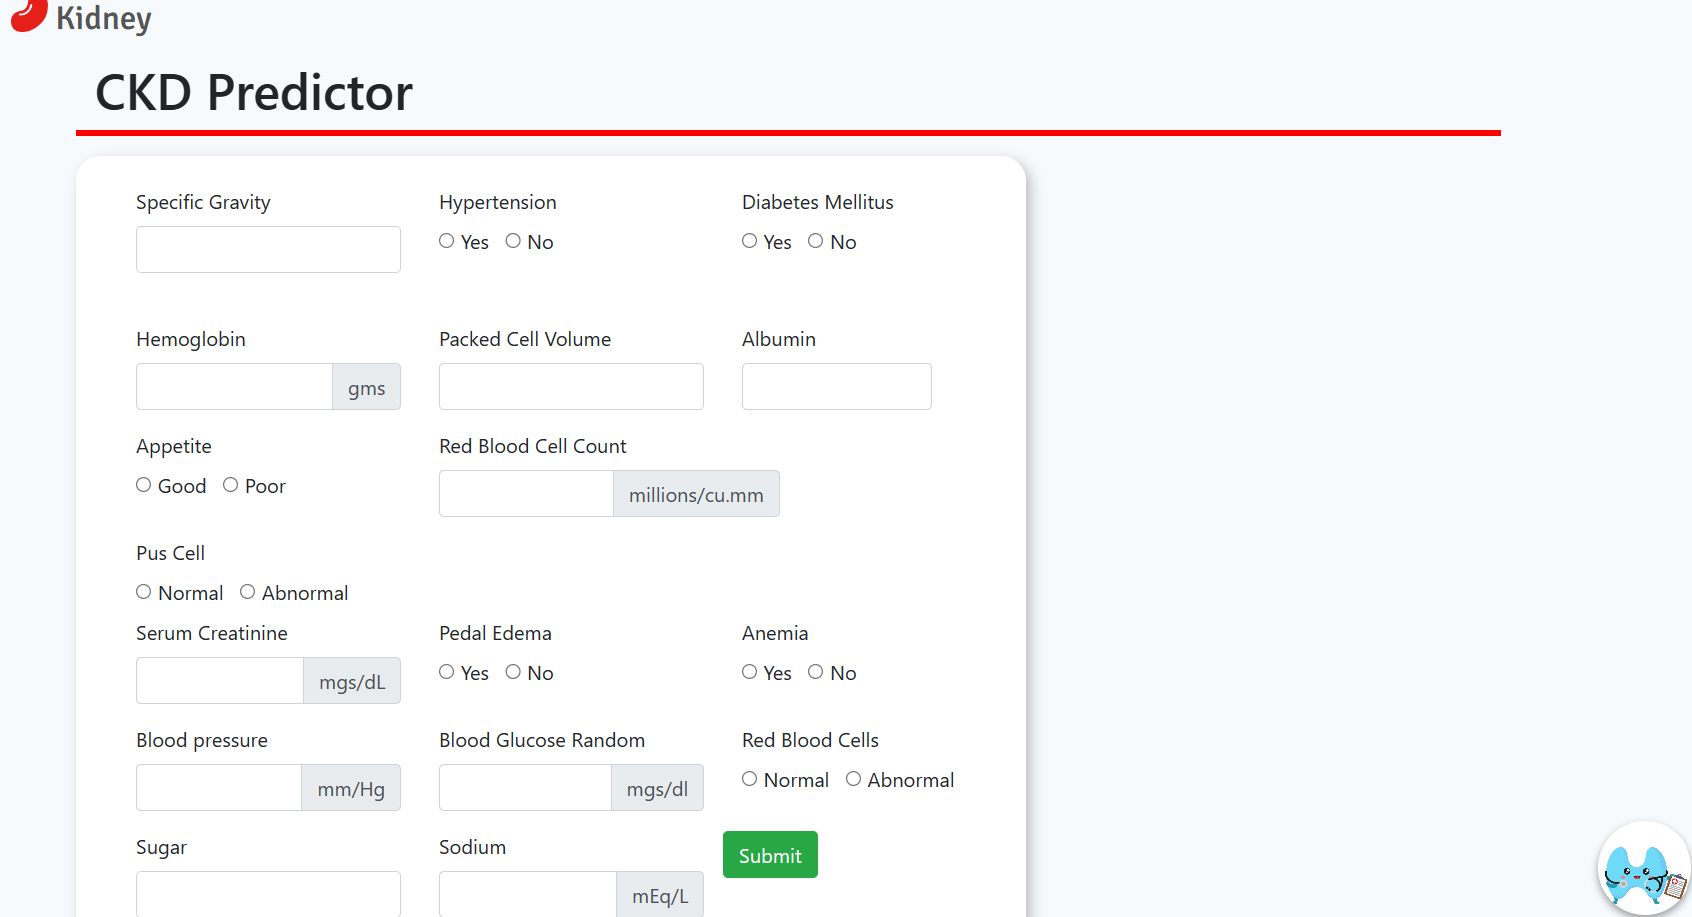 Kidney
CKD Predictor
Specific Gravity Hypertension Diabetes Mellitus
Yes No Yes No
Hemoglobin Packed Cell Volume Albumin
gms
Appetite Red Blood Cell Count
Good Poor millions/cu.mm
Pus Cell
Normal Abnormal
Serum Creatinine Pedal Edema Anemia
mgs/dL Yes No Yes No
Blood pressure Blood Glucose Random Red Blood Cells
mm/Hg mgs/dl Normal Abnormal
Sugar Sodium Submit
mEq/L